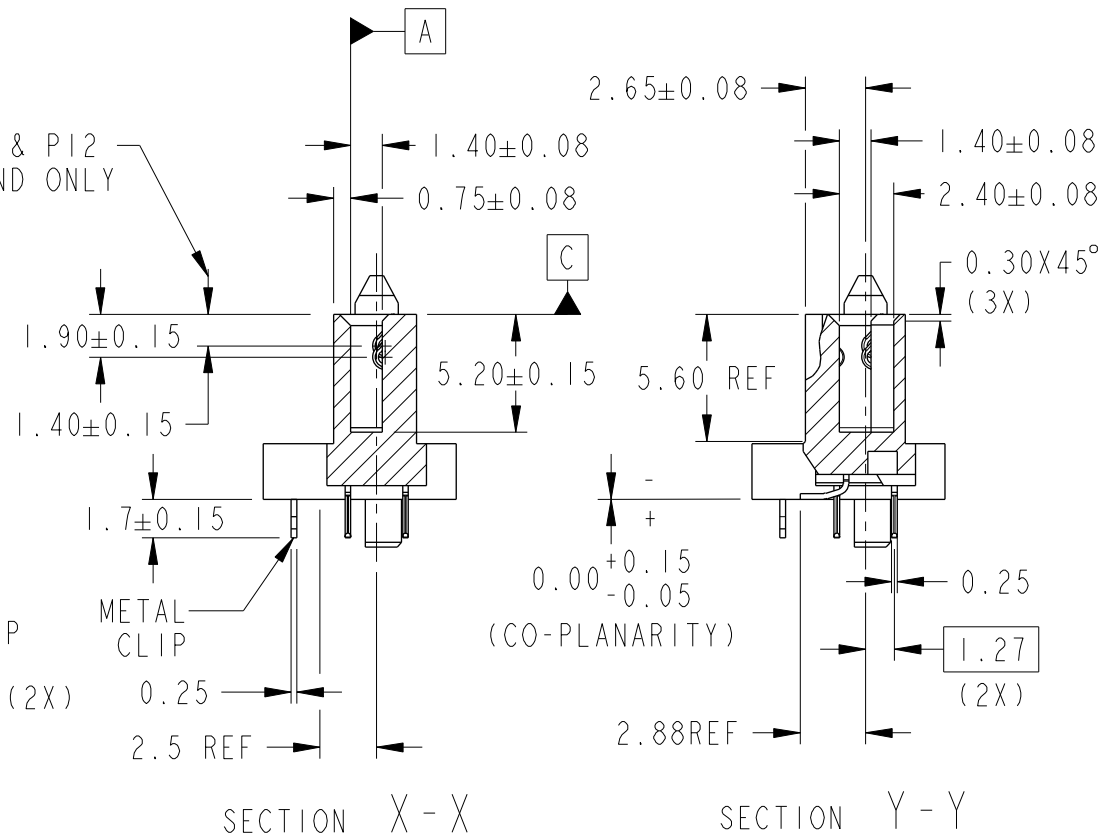 A
2.65±0.08
& P12
ND ONLY
1.40±0.08
1.40±0.08
0.75±0.08
2.40±0.08
C
0.30X45°
(3X)
1.90±0.15
5.20±0.15
5.60 REF
1.40±0.15
1.7±0.15
-
+
0.00 +0.15
-0.05
(CO-PLANARITY)
0.25
METAL
CLIP
P
1.27
(2X)
(2X)
0.25
2.5 REF
2.88REF
SECTION X-X
SECTION Y-Y